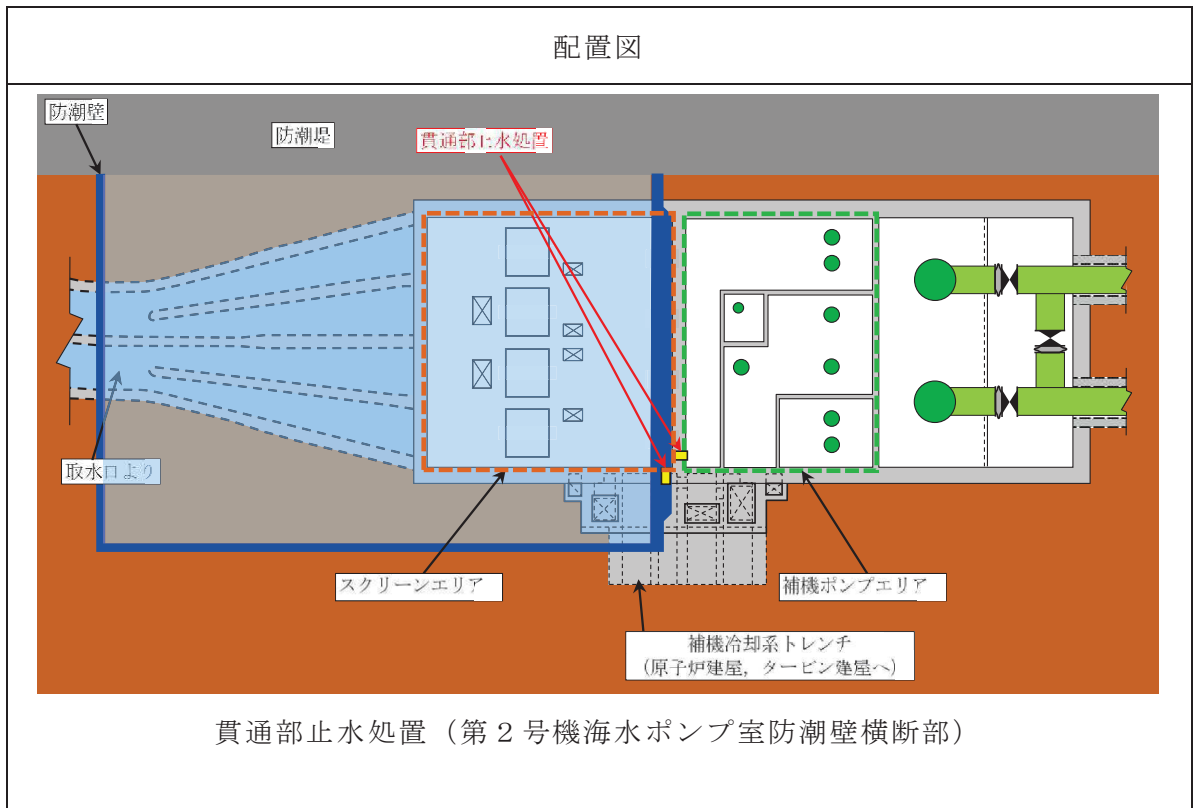 配置図
防潮壁
防潮堤
貫通部止水処置
取水口より
スクリーンエリア
補機ポンプエリア
補機冷却系トレンチ
(原子炉建屋，タービン建屋へ)
貫通部止水処置（第２号機海水ポンプ室防潮壁横断部）